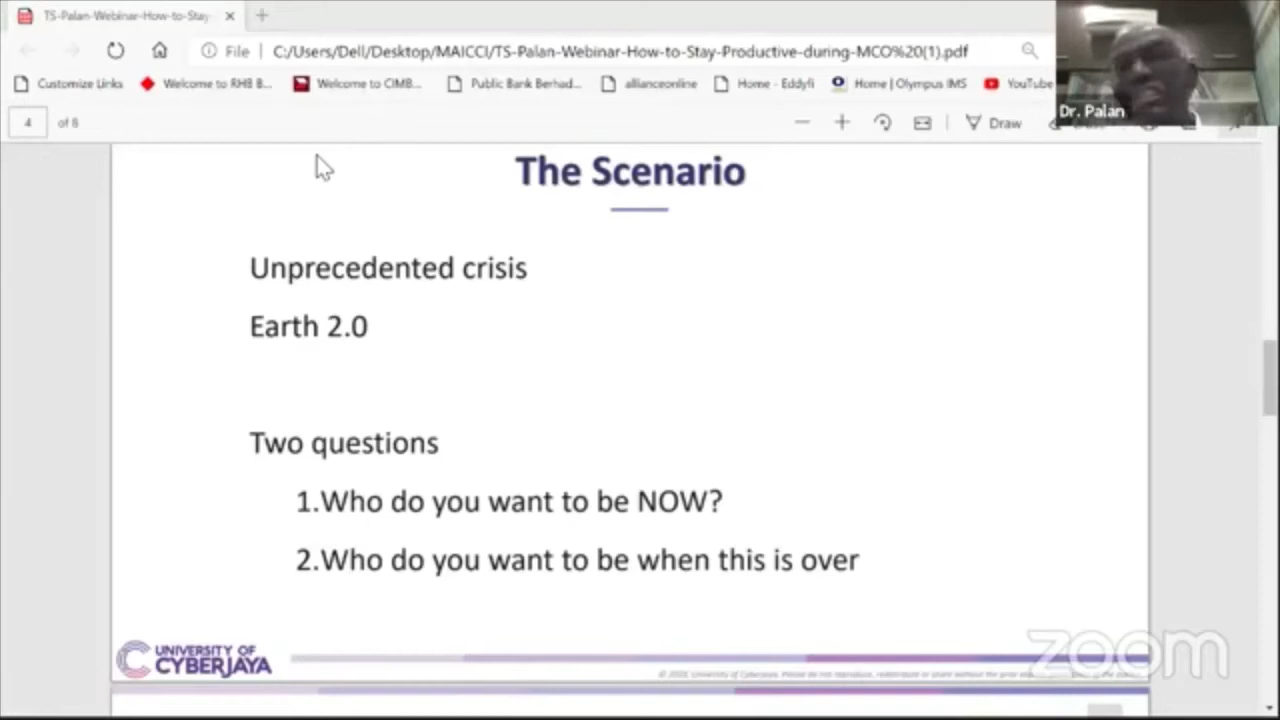 TS-Palan-Webinar-How-to-Stay
File
C:/Users/Dell/Desktop/MAICCI/TS-Palan-Webinar-How-to-Stay-Productive-during-MCO%20(1).pdf
Customize Links
Welcome to RHB B...
Welcome to CIMB...
Public Bank Berhad...
allianceonline
Home - Eddyfi
Home | Olympus IMS
YouTube
Dr. Palan
4 of 8
Draw
The Scenario
Unprecedented crisis
Earth 2.0
Two questions
1.Who do you want to be NOW?
2.Who do you want to be when this is over
UNIVERSITY OF
CYBERJAYA
zoom